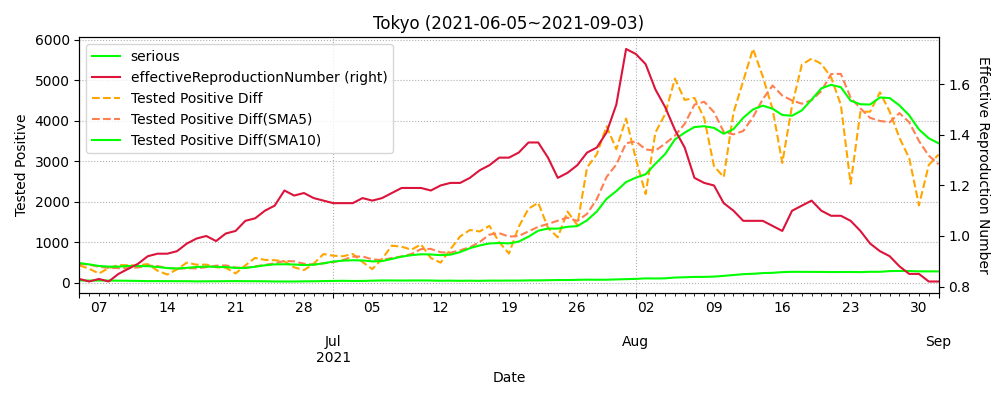 Tokyo (2021-06-05~2021-09-03)
6000
5000
4000
3000
2000
1000
0
Tested Positive
serious
effectiveReproductionNumber (right)
Tested Positive Diff
Tested Positive Diff(SMA5)
Tested Positive Diff(SMA10)
1.6
1.4
1.2
1.0
0.8
Effective Reproduction Number
07 14 21 28 05 12 19 26 02 09 16 23 30
Jul Aug Sep
2021
Date